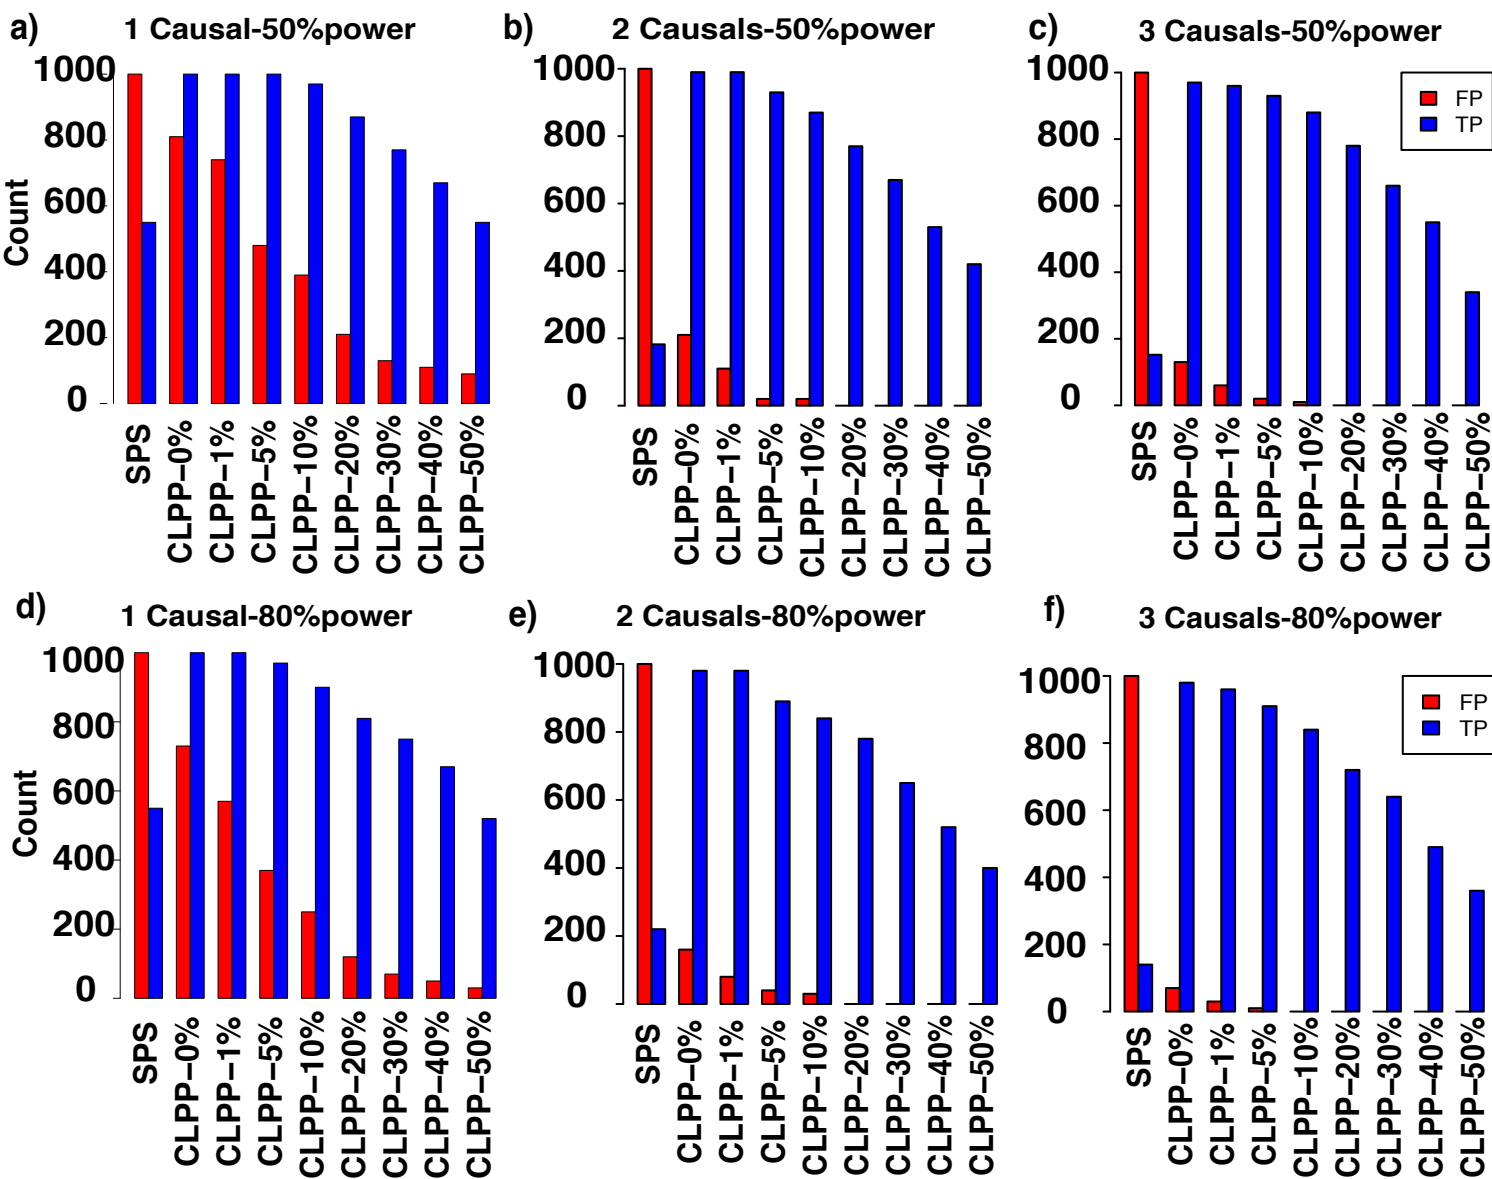 a) 1 Causal-50%power
Count
1000
800
600
400
200
0
SPS
CLPP−0%
CLPP−1%
CLPP−5%
CLPP−10%
CLPP−20%
CLPP−30%
CLPP−40%
CLPP−50%
b) 2 Causals-50%power
1000
800
600
400
200
0
SPS
CLPP−0%
CLPP−1%
CLPP−5%
CLPP−10%
CLPP−20%
CLPP−30%
CLPP−40%
CLPP−50%
c) 3 Causals-50%power
1000
800
600
400
200
0
FP
TP
SPS
CLPP−0%
CLPP−1%
CLPP−5%
CLPP−10%
CLPP−20%
CLPP−30%
CLPP−40%
CLPP−50%
d) 1 Causal-80%power
Count
1000
800
600
400
200
0
SPS
CLPP−0%
CLPP−1%
CLPP−5%
CLPP−10%
CLPP−20%
CLPP−30%
CLPP−40%
CLPP−50%
e) 2 Causals-80%power
1000
800
600
400
200
0
SPS
CLPP−0%
CLPP−1%
CLPP−5%
CLPP−10%
CLPP−20%
CLPP−30%
CLPP−40%
CLPP−50%
f) 3 Causals-80%power
1000
800
600
400
200
0
FP
TP
SPS
CLPP−0%
CLPP−1%
CLPP−5%
CLPP−10%
CLPP−20%
CLPP−30%
CLPP−40%
CLPP−50%